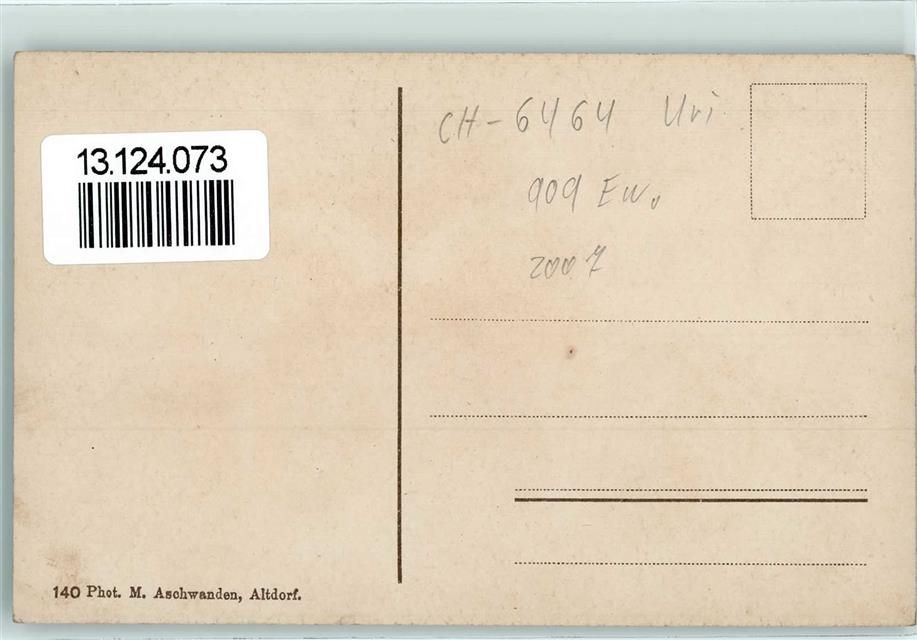 13.124.073
CH-6464 Uri
909 Ew.
2007
140 Phot. M. Aschwanden, Altdorf.